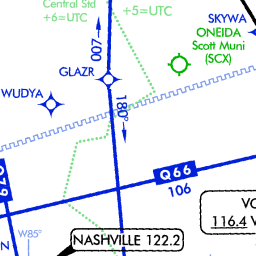 Central Std
+6=UTC
+5=UTC
SKYWA
ONEIDA
Scott Muni
(SCX)
007
GLAZR
WUDYA
180°
Q66
106
W85°
NASHVILLE 122.2
116.4